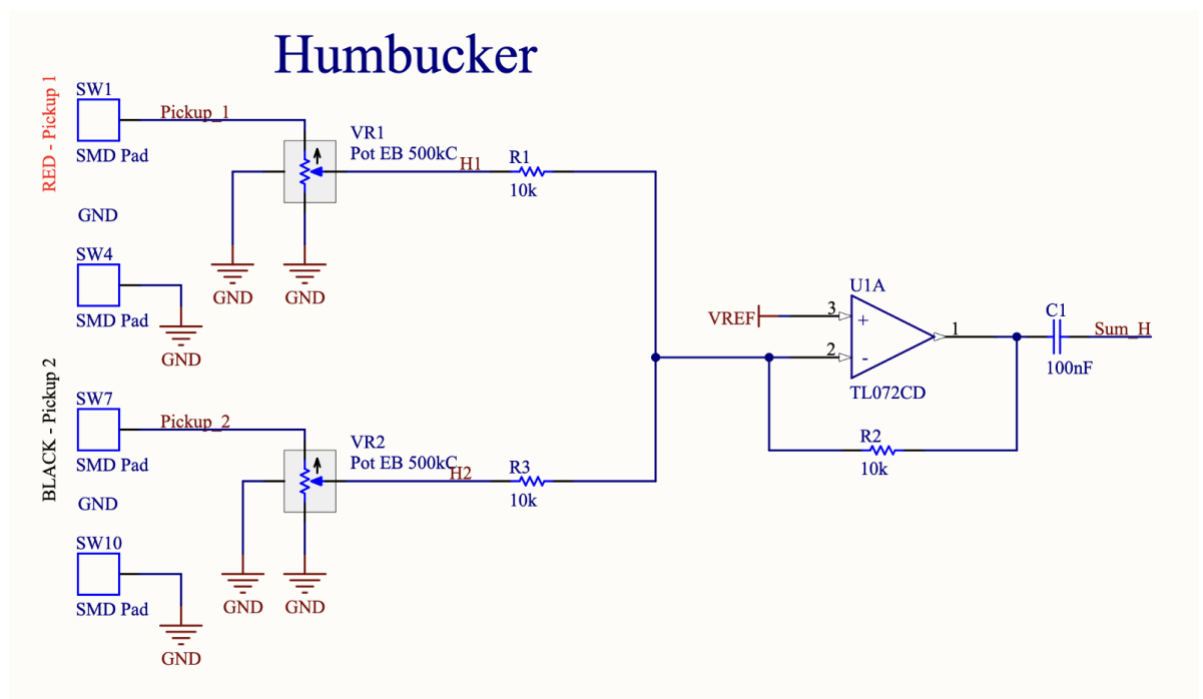 Humbucker
RED - Pickup 1
SW1
SMD Pad
Pickup_1
VR1
Pot EB 500kC
H1
R1
10k
GND
GND
GND
SW4
SMD Pad
GND
BLACK - Pickup 2
SW7
SMD Pad
Pickup_2
VR2
Pot EB 500kC
H2
R3
10k
GND
GND
GND
SW10
SMD Pad
GND
VREF
3
2
U1A
+
-
1
TL072CD
R2
10k
C1
100nF
Sum_H